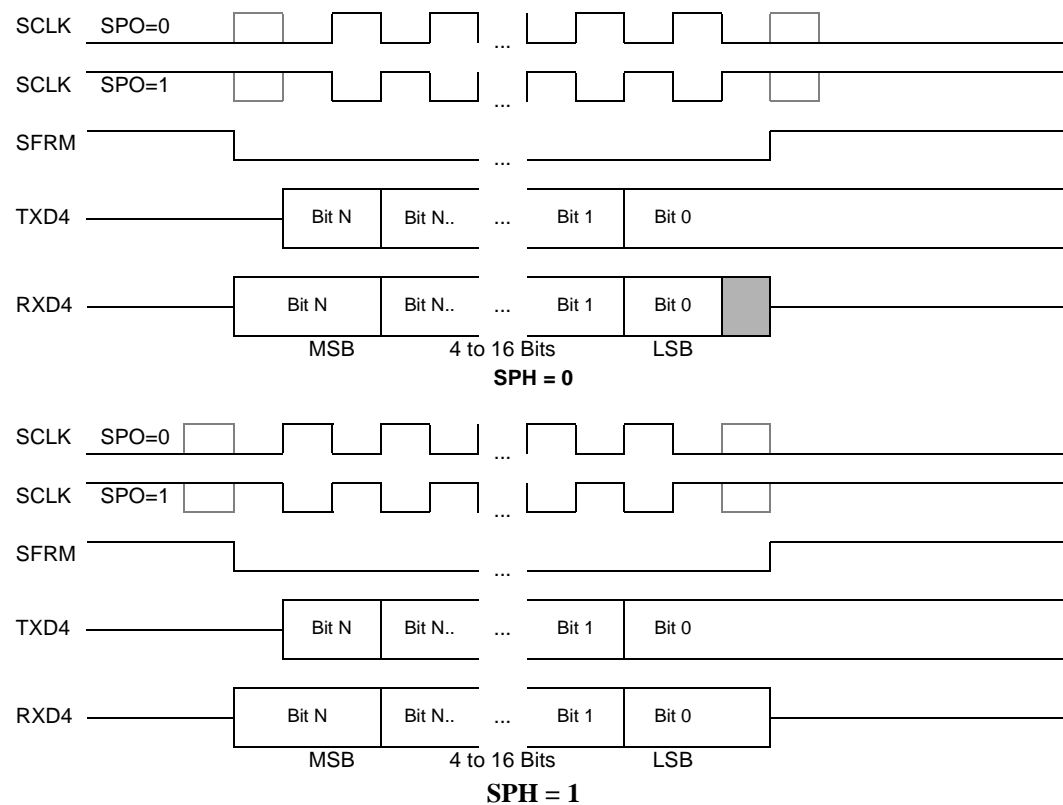 SCLK SPO=0
...
SCLK SPO=1
...
SFRM
...
TXD4 Bit N Bit N.. ... Bit 1 Bit 0
RXD4 Bit N Bit N.. ... Bit 1 Bit 0
MSB 4 to 16 Bits LSB
SPH = 0
SCLK SPO=0
...
SCLK SPO=1
...
SFRM
...
TXD4 Bit N Bit N.. ... Bit 1 Bit 0
RXD4 Bit N Bit N.. ... Bit 1 Bit 0
MSB 4 to 16 Bits LSB
SPH = 1